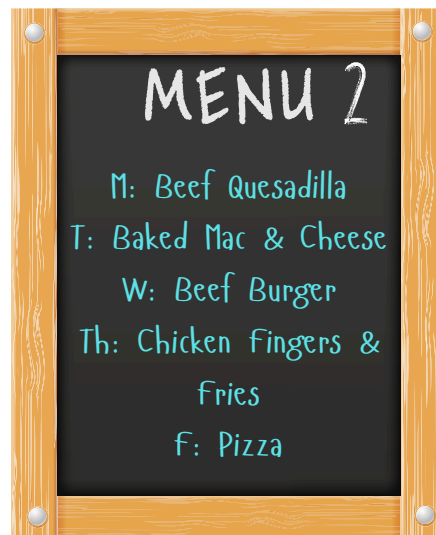 MENU 2
M: Beef Quesadilla
T: Baked Mac & Cheese
W: Beef Burger
Th: Chicken Fingers &
Fries
F: Pizza